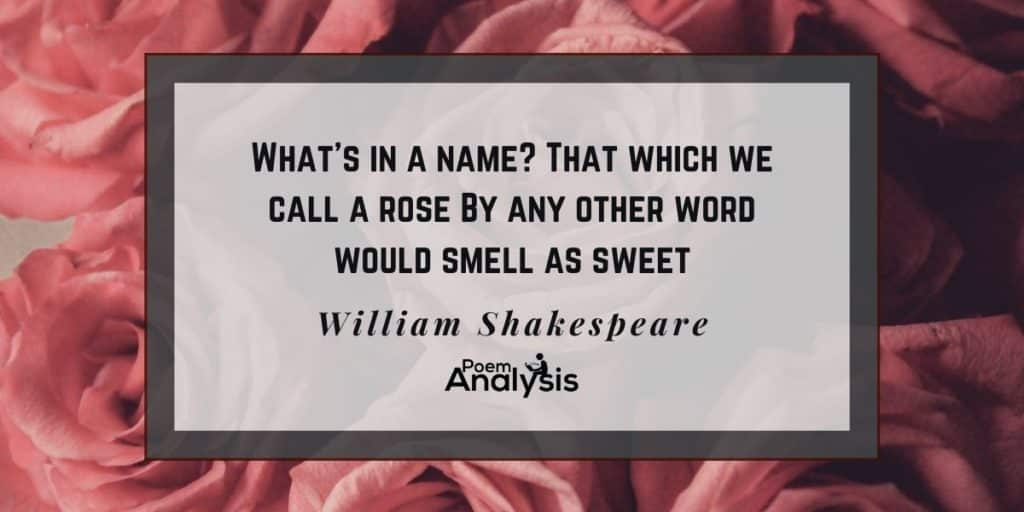 What's in a name? That which we
call a rose By any other word
would smell as sweet
William Shakespeare
Poem
Analysis